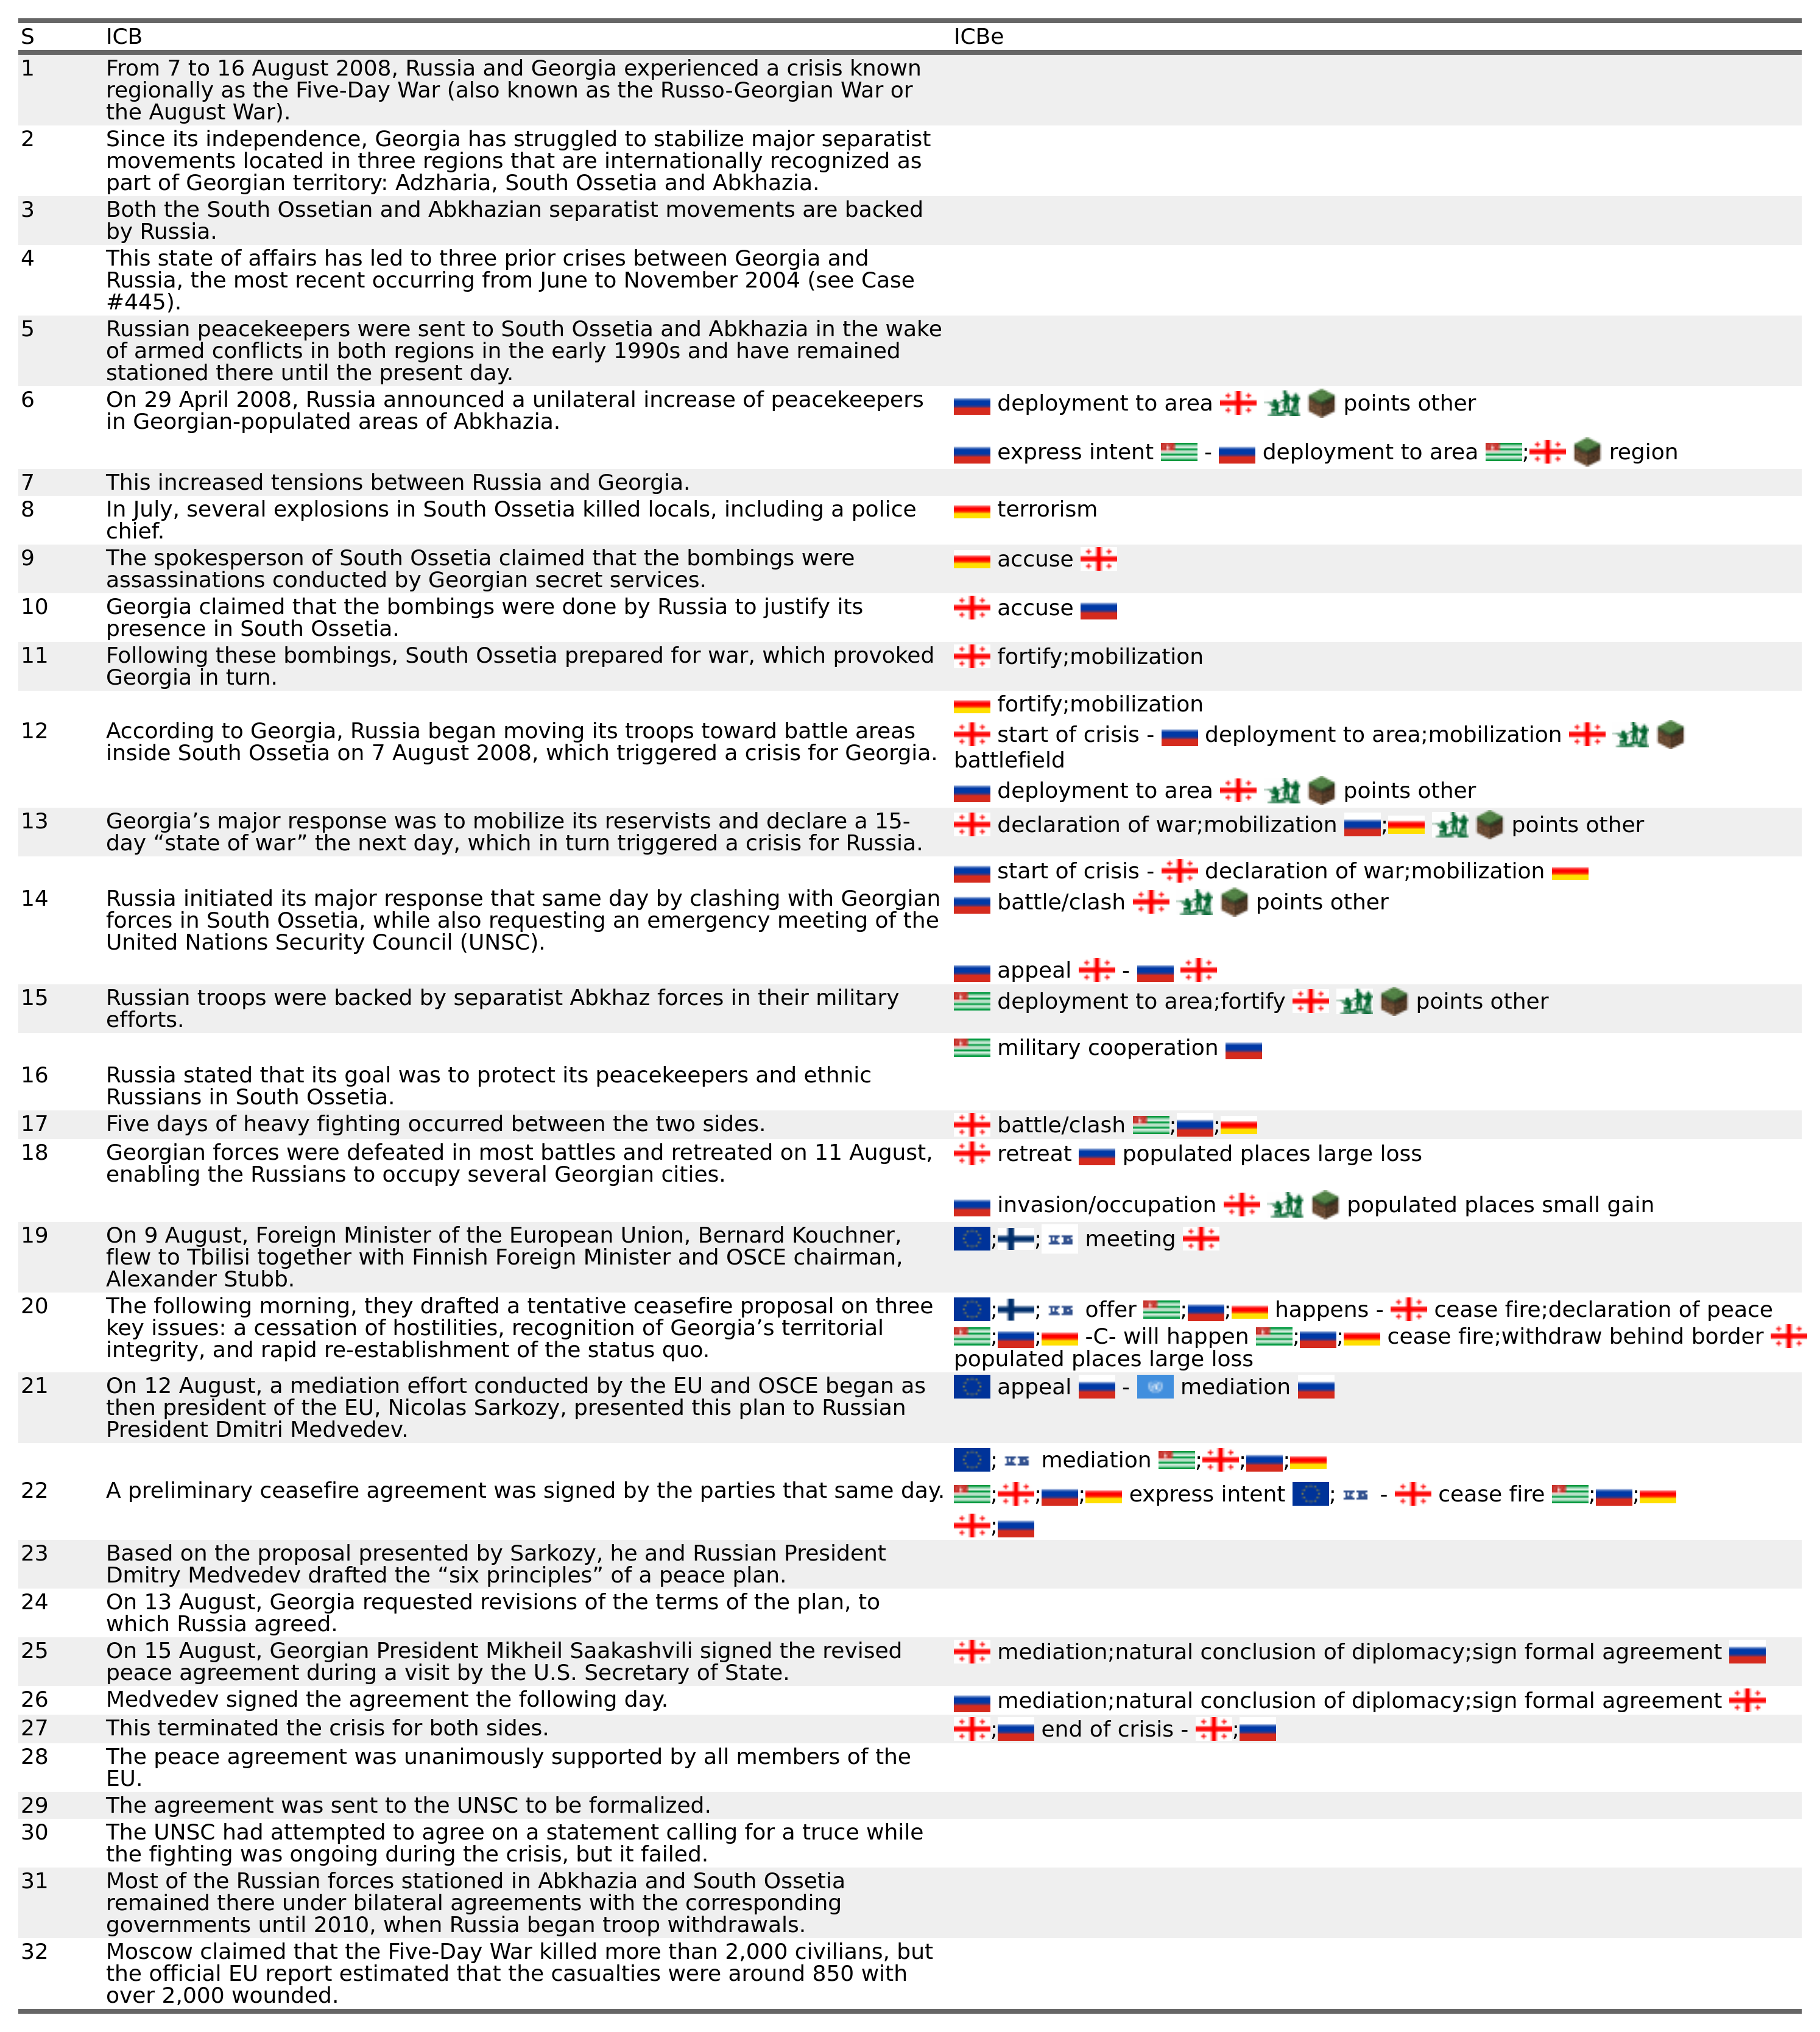 S ICB ICBe
1 From 7 to 16 August 2008, Russia and Georgia experienced a crisis known
regionally as the Five-Day War (also known as the Russo-Georgian War or
the August War).
2 Since its independence, Georgia has struggled to stabilize major separatist
movements located in three regions that are internationally recognized as
part of Georgian territory: Adzharia, South Ossetia and Abkhazia.
3 Both the South Ossetian and Abkhazian separatist movements are backed
by Russia.
4 This state of affairs has led to three prior crises between Georgia and
Russia, the most recent occurring from June to November 2004 (see Case
#445).
5 Russian peacekeepers were sent to South Ossetia and Abkhazia in the wake
of armed conflicts in both regions in the early 1990s and have remained
stationed there until the present day.
6 On 29 April 2008, Russia announced a unilateral increase of peacekeepers
in Georgian-populated areas of Abkhazia.
deployment to area points other
express intent - deployment to area ; region
7 This increased tensions between Russia and Georgia.
8 In July, several explosions in South Ossetia killed locals, including a police
chief.
terrorism
9 The spokesperson of South Ossetia claimed that the bombings were
assassinations conducted by Georgian secret services.
accuse
10 Georgia claimed that the bombings were done by Russia to justify its
presence in South Ossetia.
accuse
11 Following these bombings, South Ossetia prepared for war, which provoked
Georgia in turn.
fortify;mobilization
fortify;mobilization
12 According to Georgia, Russia began moving its troops toward battle areas
inside South Ossetia on 7 August 2008, which triggered a crisis for Georgia.
start of crisis - deployment to area;mobilization
battlefield
deployment to area points other
13 Georgia’s major response was to mobilize its reservists and declare a 15-
day “state of war” the next day, which in turn triggered a crisis for Russia.
declaration of war;mobilization ; points other
start of crisis - declaration of war;mobilization
14 Russia initiated its major response that same day by clashing with Georgian
forces in South Ossetia, while also requesting an emergency meeting of the
United Nations Security Council (UNSC).
battle/clash points other
appeal -
15 Russian troops were backed by separatist Abkhaz forces in their military
efforts.
deployment to area;fortify points other
military cooperation
16 Russia stated that its goal was to protect its peacekeepers and ethnic
Russians in South Ossetia.
17 Five days of heavy fighting occurred between the two sides.
battle/clash ; ;
18 Georgian forces were defeated in most battles and retreated on 11 August,
enabling the Russians to occupy several Georgian cities.
retreat populated places large loss
invasion/occupation populated places small gain
19 On 9 August, Foreign Minister of the European Union, Bernard Kouchner,
flew to Tbilisi together with Finnish Foreign Minister and OSCE chairman,
Alexander Stubb.
; ; meeting
20 The following morning, they drafted a tentative ceasefire proposal on three
key issues: a cessation of hostilities, recognition of Georgia’s territorial
integrity, and rapid re-establishment of the status quo.
; ; offer ; ; happens - cease fire;declaration of peace
; ; -C- will happen ; ; cease fire;withdraw behind border
populated places large loss
21 On 12 August, a mediation effort conducted by the EU and OSCE began as
then president of the EU, Nicolas Sarkozy, presented this plan to Russian
President Dmitri Medvedev.
appeal - mediation
; mediation ; ; ;
22 A preliminary ceasefire agreement was signed by the parties that same day.
; ; ; express intent ; - cease fire ; ;
;
23 Based on the proposal presented by Sarkozy, he and Russian President
Dmitry Medvedev drafted the “six principles” of a peace plan.
24 On 13 August, Georgia requested revisions of the terms of the plan, to
which Russia agreed.
25 On 15 August, Georgian President Mikheil Saakashvili signed the revised
peace agreement during a visit by the U.S. Secretary of State.
mediation;natural conclusion of diplomacy;sign formal agreement
26 Medvedev signed the agreement the following day.
mediation;natural conclusion of diplomacy;sign formal agreement
27 This terminated the crisis for both sides.
; end of crisis - ;
28 The peace agreement was unanimously supported by all members of the
EU.
29 The agreement was sent to the UNSC to be formalized.
30 The UNSC had attempted to agree on a statement calling for a truce while
the fighting was ongoing during the crisis, but it failed.
31 Most of the Russian forces stationed in Abkhazia and South Ossetia
remained there under bilateral agreements with the corresponding
governments until 2010, when Russia began troop withdrawals.
32 Moscow claimed that the Five-Day War killed more than 2,000 civilians, but
the official EU report estimated that the casualties were around 850 with
over 2,000 wounded.